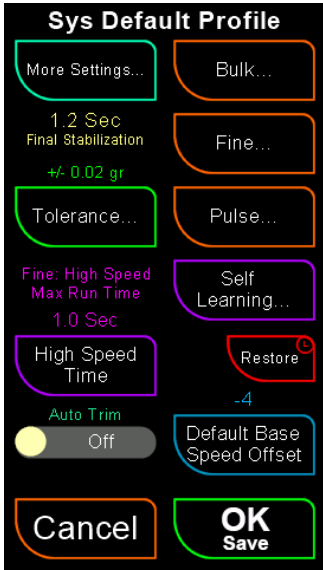 Sys Default Profile
More Settings...
Bulk...
1.2 Sec
Final Stabilization
Fine...
+/- 0.02 gr
Tolerance...
Pulse...
Fine: High Speed
Max Run Time
1.0 Sec
Self
Learning...
High Speed
Time
Restore
-4
Auto Trim
Off
Default Base
Speed Offset
Cancel
OK
Save